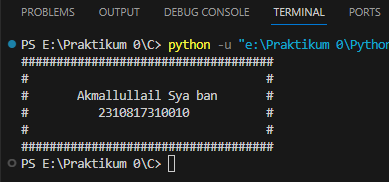 PROBLEMS OUTPUT DEBUG CONSOLE TERMINAL PORTS
PS E:\Praktikum 0\C> python -u "e:\Praktikum 0\Python
####################################
#                                  #
#       Akmallullail Sya ban       #
#          2310817310010           #
#                                  #
####################################
PS E:\Praktikum 0\C>